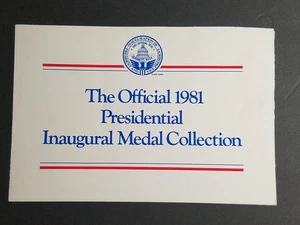 The Official 1981
Presidential
Inaugural Medal Collection